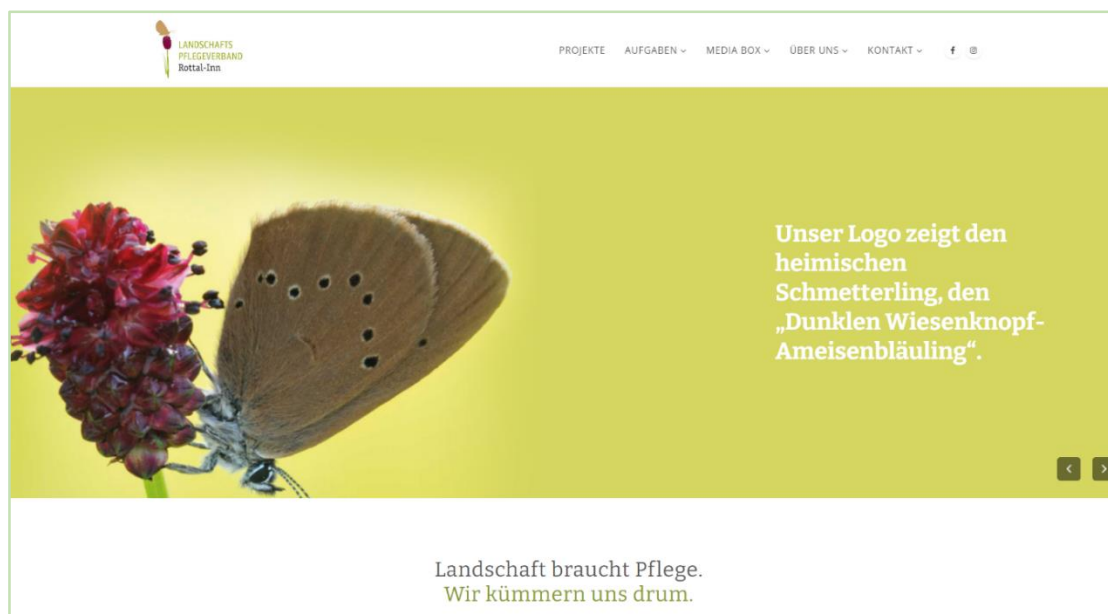 LANDSCHAFTS
PFLEGEVERBAND
Rottal-Inn
PROJEKTE AUFGABEN MEDIA BOX ÜBER UNS KONTAKT
Unser Logo zeigt den
heimischen
Schmetterling, den
„Dunklen Wiesenknopf-
Ameisenbläuling“.
Landschaft braucht Pflege.
Wir kümmern uns drum.